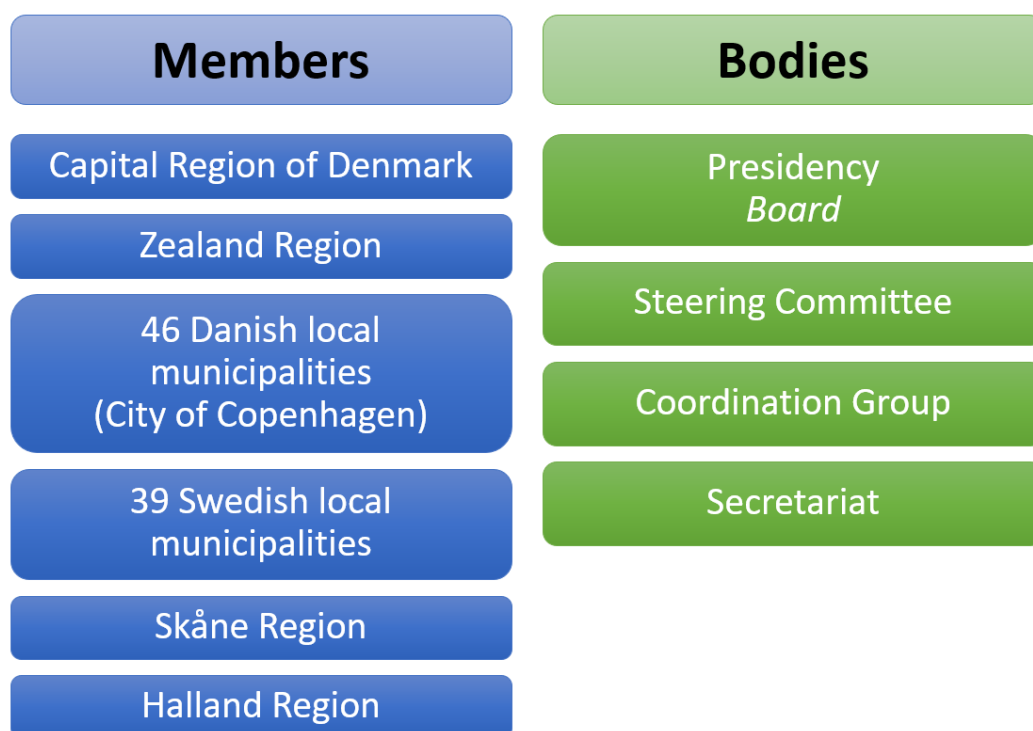 Members
Capital Region of Denmark
Zealand Region
46 Danish local
municipalities
(City of Copenhagen)
39 Swedish local
municipalities
Skåne Region
Halland Region
Bodies
Presidency
Board
Steering Committee
Coordination Group
Secretariat